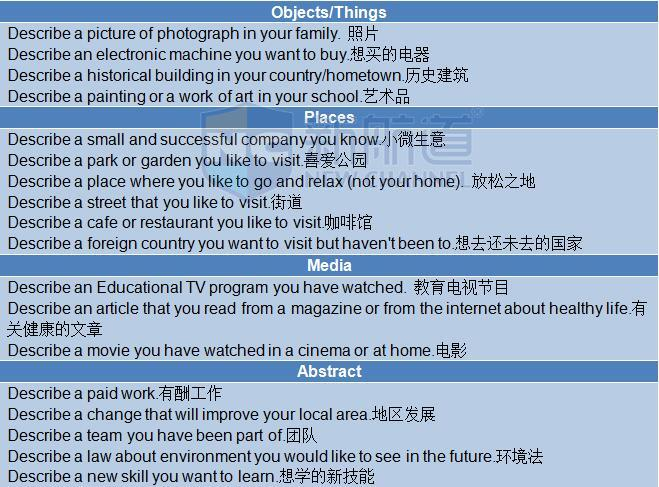 Objects/Things
Describe a picture of photograph in your family. 照片
Describe an electronic machine you want to buy.想买的电器
Describe a historical building in your country/hometown.历史建筑
Describe a painting or a work of art in your school.艺术品
Places
Describe a small and successful company you know.小微生意
Describe a park or garden you like to visit.喜爱公园
Describe a place where you like to go and relax (not your home). 放松之地
Describe a street that you like to visit.街道
Describe a cafe or restaurant you like to visit.咖啡馆
Describe a foreign country you want to visit but haven't been to.想去还未去的国家
Media
Describe an Educational TV program you have watched. 教育电视节目
Describe an article that you read from a magazine or from the internet about healthy life.有
关健康的文章
Describe a movie you have watched in a cinema or at home.电影
Abstract
Describe a paid work.有酬工作
Describe a change that will improve your local area.地区发展
Describe a team you have been part of.团队
Describe a law about environment you would like to see in the future.环境法
Describe a new skill you want to learn.想学的新技能
新航道®
NEW CHANNEL